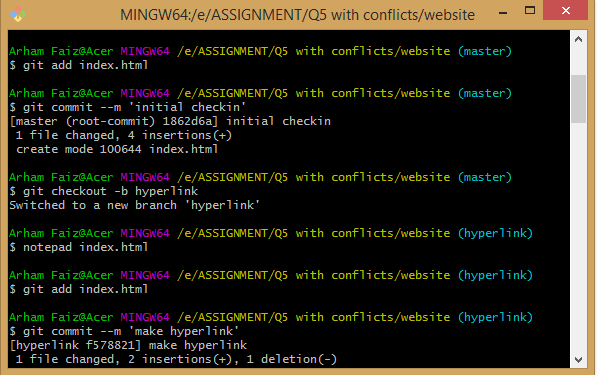 MINGW64:/e/ASSIGNMENT/Q5 with conflicts/website
Arham Faiz@Acer MINGW64 /e/ASSIGNMENT/Q5 with conflicts/website (master)
$ git add index.html
Arham Faiz@Acer MINGW64 /e/ASSIGNMENT/Q5 with conflicts/website (master)
$ git commit --m 'initial checkin'
[master (root-commit) 1862d6a] initial checkin
1 file changed, 4 insertions(+)
create mode 100644 index.html
Arham Faiz@Acer MINGW64 /e/ASSIGNMENT/Q5 with conflicts/website (master)
$ git checkout -b hyperlink
Switched to a new branch 'hyperlink'
Arham Faiz@Acer MINGW64 /e/ASSIGNMENT/Q5 with conflicts/website (hyperlink)
$ notepad index.html
Arham Faiz@Acer MINGW64 /e/ASSIGNMENT/Q5 with conflicts/website (hyperlink)
$ git add index.html
Arham Faiz@Acer MINGW64 /e/ASSIGNMENT/Q5 with conflicts/website (hyperlink)
$ git commit --m 'make hyperlink'
[hyperlink f578821] make hyperlink
1 file changed, 2 insertions(+), 1 deletion(-)